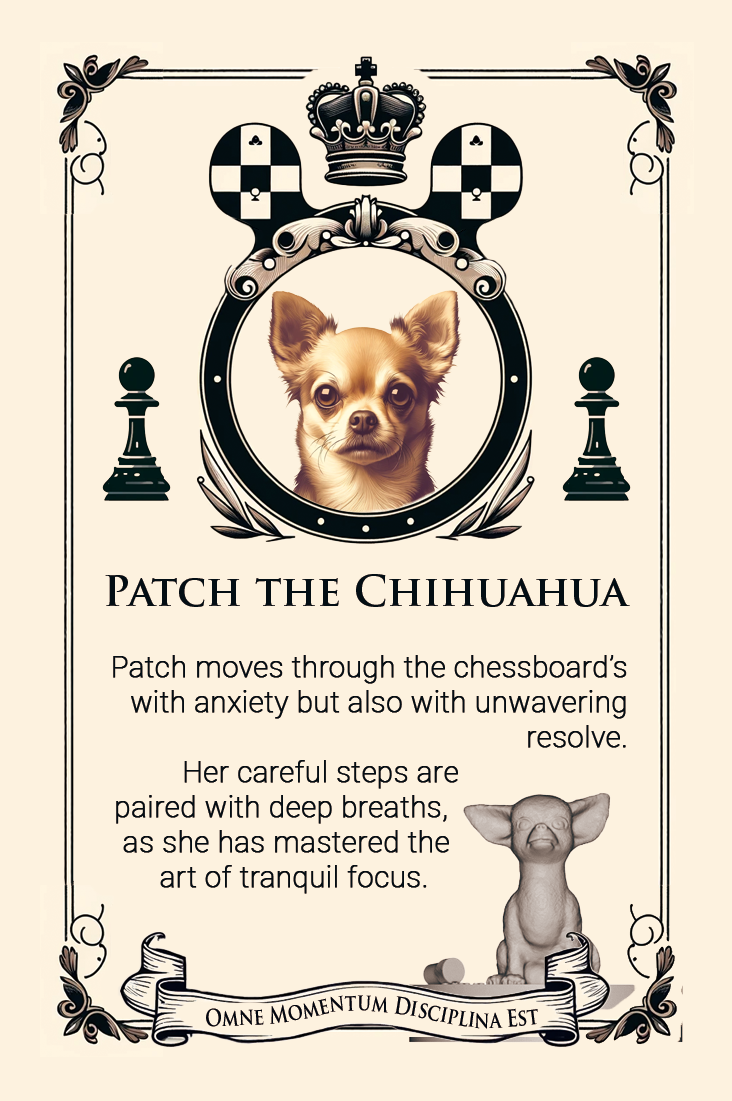 Patch the Chihuahua
Patch moves through the chessboard’s
with anxiety but also with unwavering
resolve.
Her careful steps are
paired with deep breaths,
as she has mastered the
art of tranquil focus.
Omne Momentum Disciplina Est